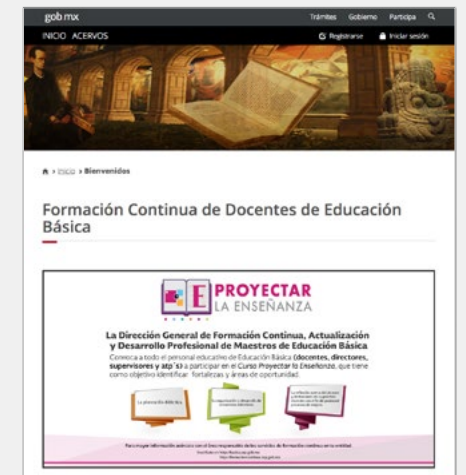 gob mx
Trámites Gobierno Participa
INICIO ACERVOS
Registrarse Iniciar sesión
> Inicio > Bienvenidos
Formación Continua de Docentes de Educación
Básica
E PROYECTAR
LA ENSEÑANZA
La Dirección General de Formación Continua, Actualización
y Desarrollo Profesional de Maestros de Educación Básica
Convoca a todo el personal educativo de Educación Básica (docentes, directores,
supervisores y atp´s) a participar en el Curso Proyectar la Enseñanza, que tiene
como objetivo identificar fortalezas y áreas de oportunidad.
La planeación didáctica.